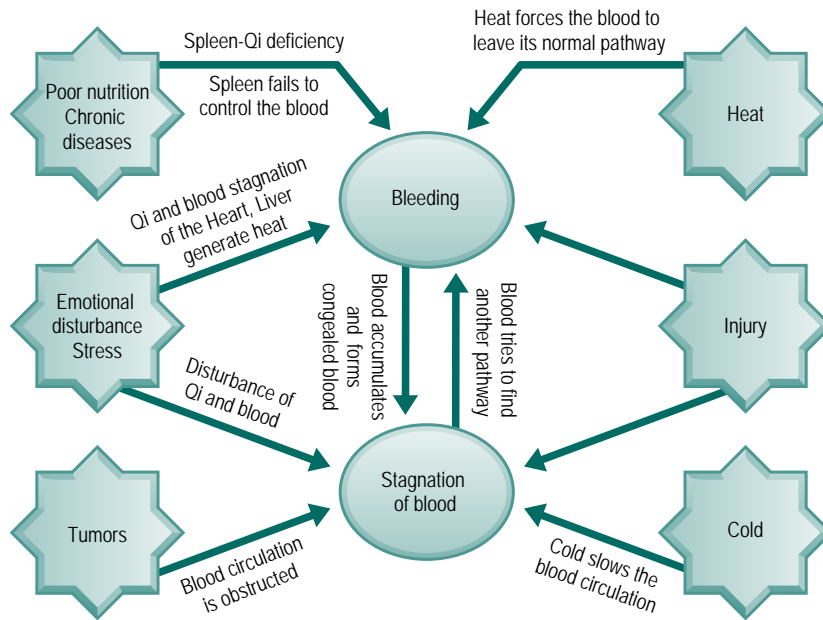 Spleen-Qi deficiency
Spleen fails to
control the blood
Heat forces the blood to
leave its normal pathway
Poor nutrition
Chronic
diseases
Heat
Qi and blood stagnation
of the Heart, Liver
generate heat
Bleeding
Emotional
disturbance
Stress
Blood accumulates
and forms
congealed blood
Blood tries to find
another pathway
Injury
Disturbance of
Qi and blood
Stagnation
of blood
Tumors
Blood circulation
is obstructed
Cold slows the
blood circulation
Cold